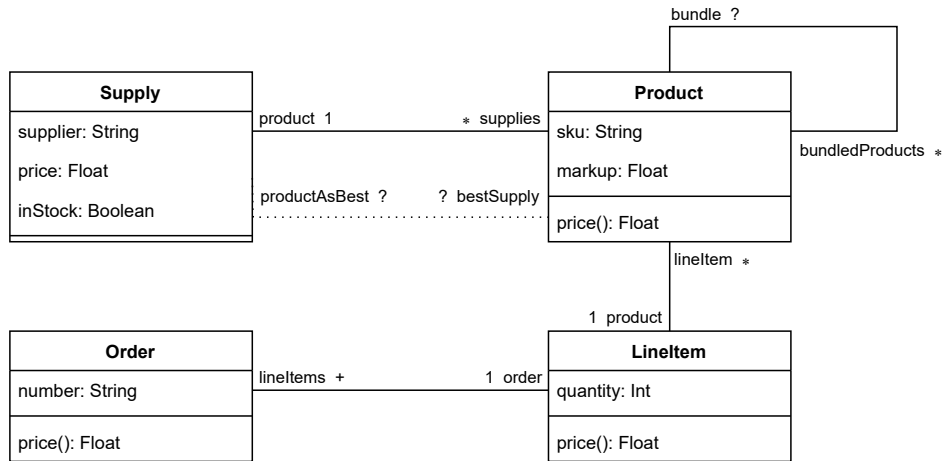 bundle ?
Supply
supplier: String
price: Float
inStock: Boolean
product 1
* supplies
productAsBest ?
? bestSupply
Product
sku: String
markup: Float
price(): Float
bundledProducts *
lineItem *
1 product
Order
number: String
price(): Float
lineItems +
1 order
LineItem
quantity: Int
price(): Float